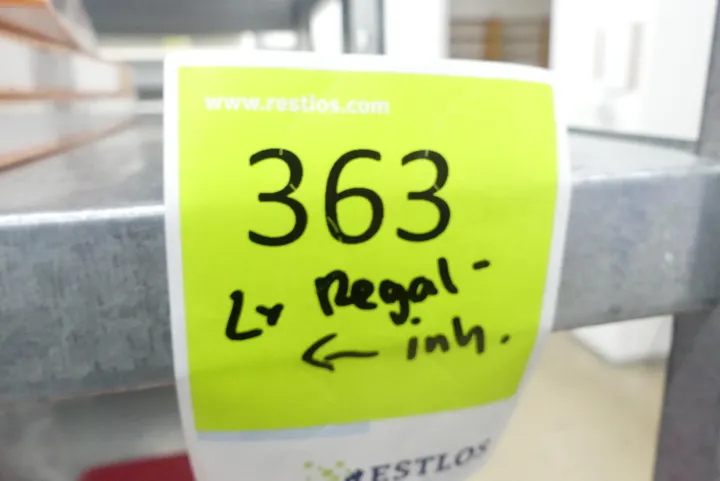 www.restlos.com
363
Lr Regal-
← inh.
RESTLOS